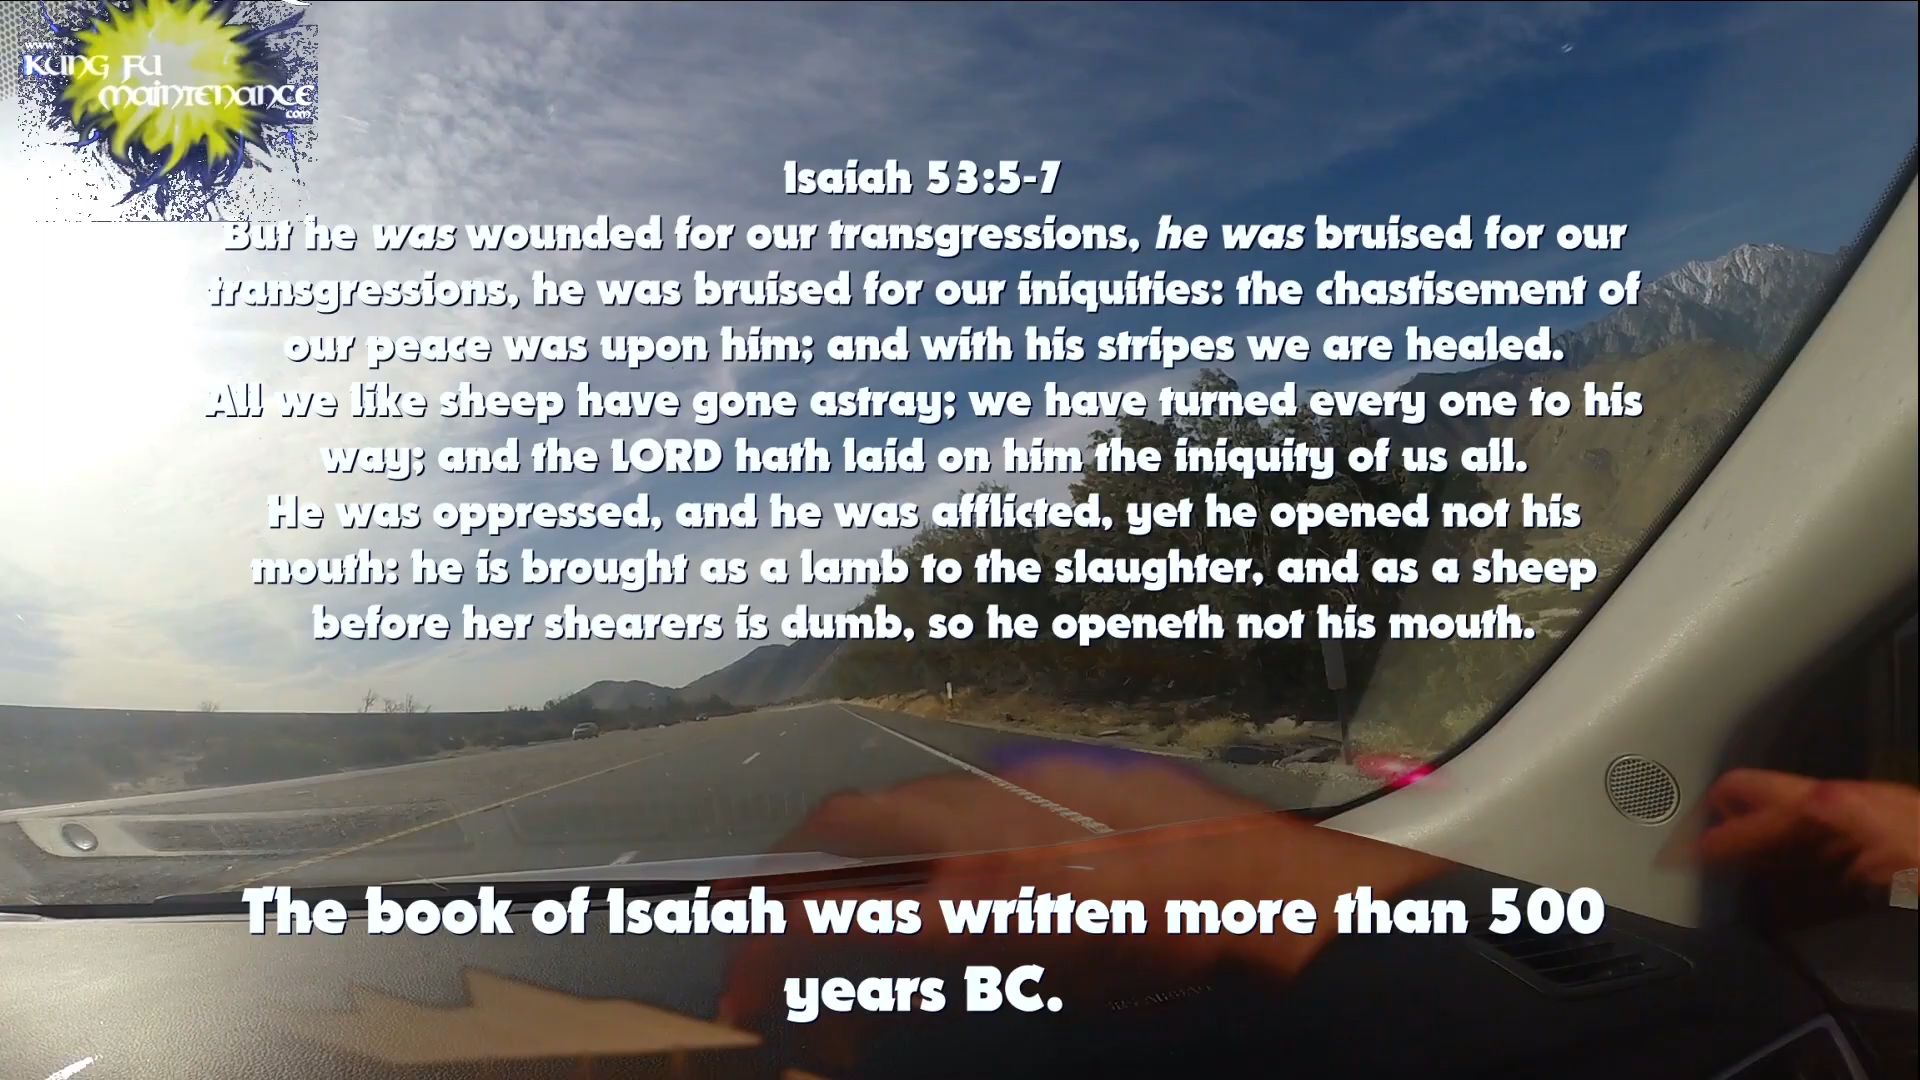 www.
KUNG FU
MAINTENANCE
.com
Isaiah 53:5-7
But he was wounded for our transgressions, he was bruised for our
transgressions, he was bruised for our iniquities: the chastisement of
our peace was upon him; and with his stripes we are healed.
All we like sheep have gone astray; we have turned every one to his
way; and the LORD hath laid on him the iniquity of us all.
He was oppressed, and he was afflicted, yet he opened not his
mouth: he is brought as a lamb to the slaughter, and as a sheep
before her shearers is dumb, so he openeth not his mouth.
The book of Isaiah was written more than 500
years BC.